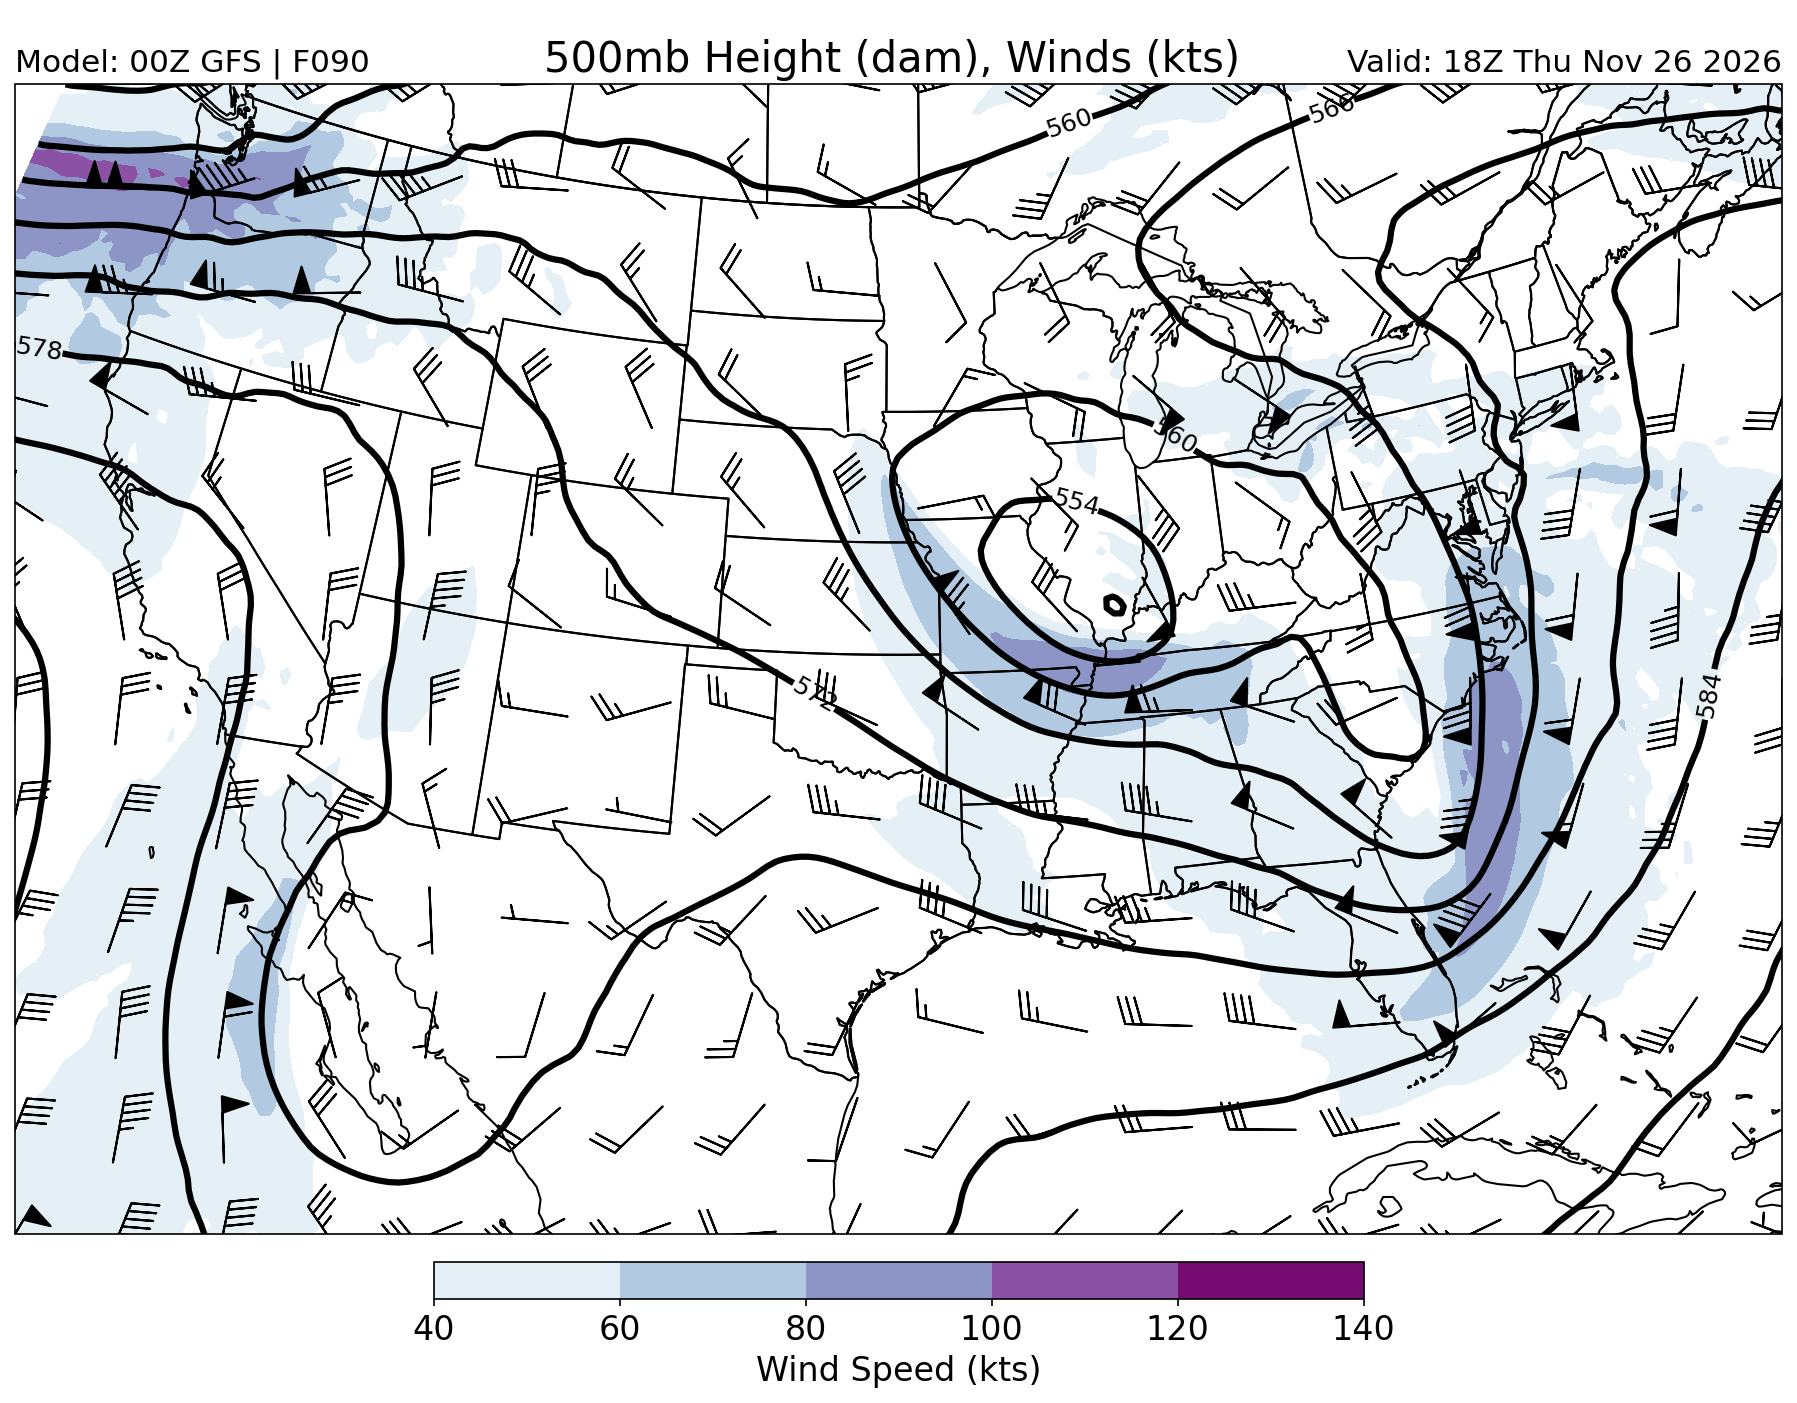 Model: 00Z GFS | F090
500mb Height (dam), Winds (kts)
Valid: 18Z Thu Nov 26 2026
560
566
578
560
554
572
584
40 60 80 100 120 140
Wind Speed (kts)